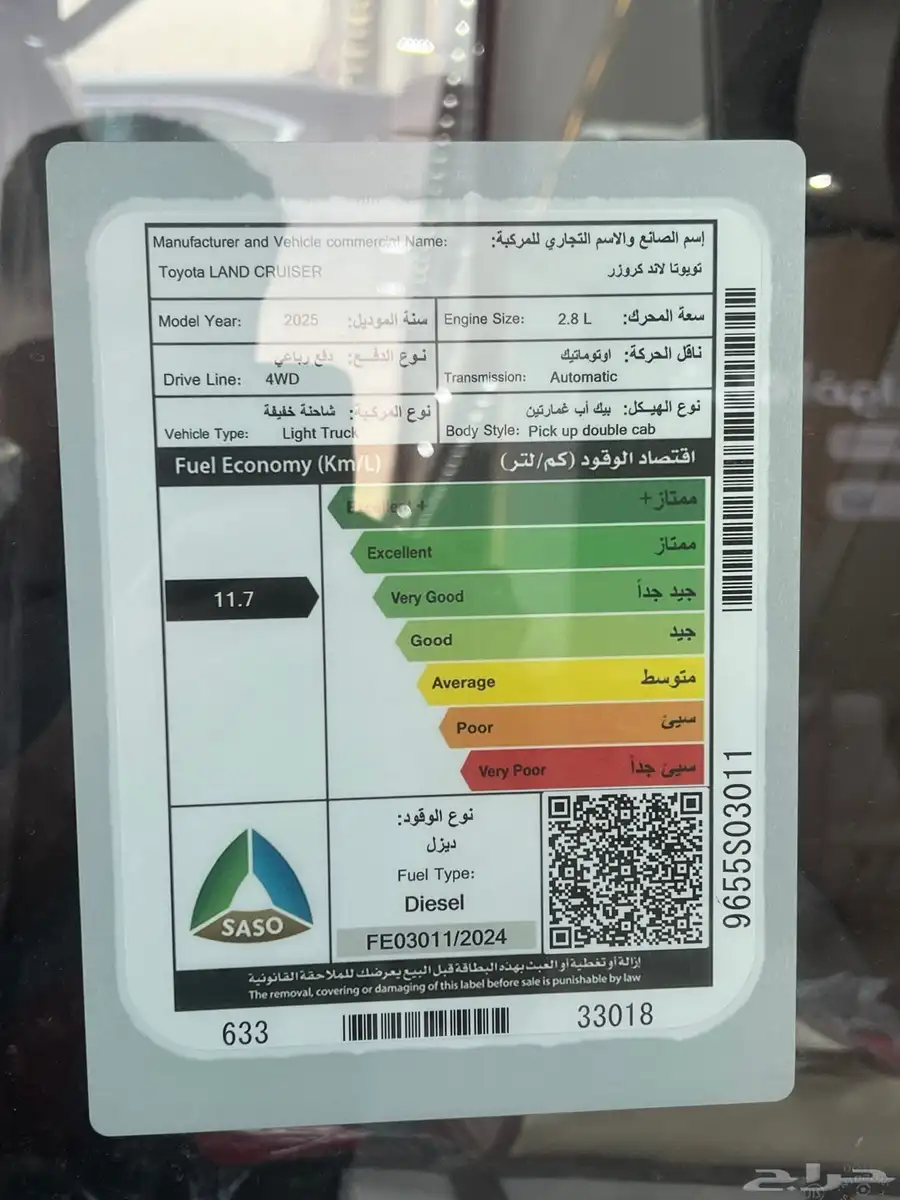 Manufacturer and Vehicle commercial Name: إسم الصانع والاسم التجاري للمركبة:
Toyota LAND CRUISER تويوتا لاند كروزر
Model Year: 2025 سنة الموديل: Engine Size: 2.8 L سعة المحرك:
نوع الدفـــع: دفع رباعي ناقل الحركة: اوتوماتيك
Drive Line: 4WD Transmission: Automatic
نوع المركبة: شاحنة خفيفة نوع الهيكل: بيك أب غمارتين
Vehicle Type: Light Truck Body Style: Pick up double cab
Fuel Economy (Km/L) اقتصاد الوقود (كم/لتر)
Excellent + ممتاز+
Excellent ممتاز
11.7 Very Good جيد جداً
Good جيد
Average متوسط
Poor سيئ
Very Poor سيئ جداً
نوع الوقود:
ديزل
Fuel Type:
Diesel
SASO
FE03011/2024
إزالة أو تغطية أو العبث بهذه البطاقة قبل البيع يعرضك للملاحقة القانونية
The removal, covering or damaging of this label before sale is punishable by law
633 33018
9655S03011
حراج